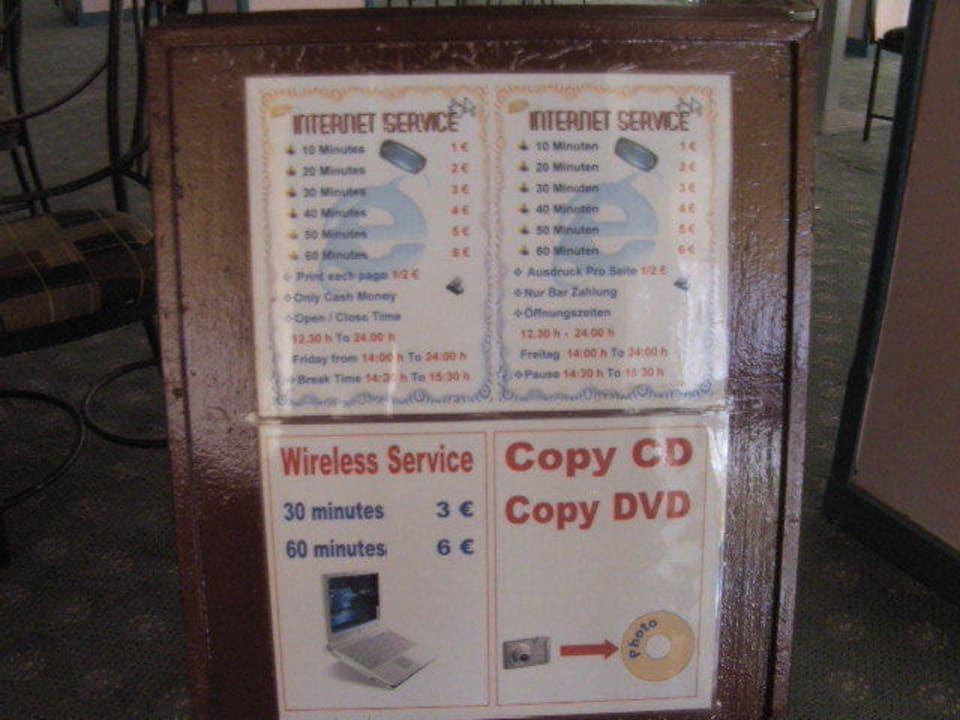 INTERNET SERVICE
10 Minutes 1 €
20 Minutes 2 €
30 Minutes 3 €
40 Minutes 4 €
50 Minutes 5 €
60 Minutes 6 €
Print each page 1/2 €
Only Cash Money
Open / Close Time
12.30 h To 24.00 h
Friday from 14:00 h To 24:00 h
Break Time 14:30 h To 15:30 h
INTERNET SERVICE
10 Minuten 1 €
20 Minuten 2 €
30 Minuten 3 €
40 Minuten 4 €
50 Minuten 5 €
60 Minuten 6 €
Ausdruck Pro Seite 1/2 €
Nur Bar Zahlung
Öffnungszeiten
12.30 h - 24.00 h
Freitag 14:00 h To 24:00 h
Pause 14:30 h To 15:30 h
Wireless Service
30 minutes 3 €
60 minutes 6 €
Copy CD
Copy DVD
Photo